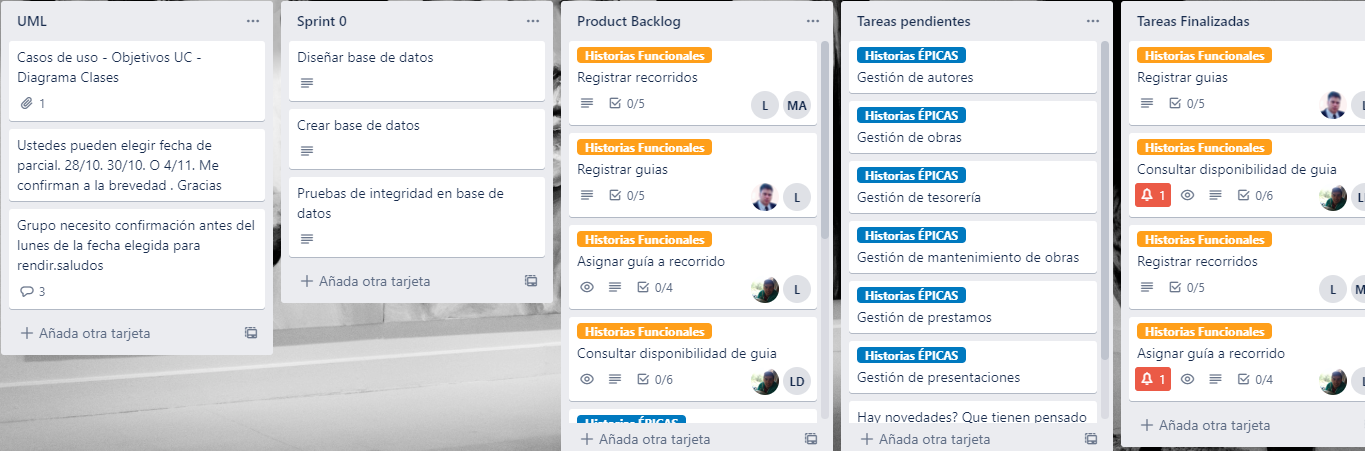 UML
Casos de uso - Objetivos UC -
Diagrama Clases
1
Ustedes pueden elegir fecha de
parcial. 28/10. 30/10. O 4/11. Me
confirman a la brevedad . Gracias
Grupo necesito confirmación antes del
lunes de la fecha elegida para
rendir.saludos
3
Añada otra tarjeta
Sprint 0
Diseñar base de datos
Crear base de datos
Pruebas de integridad en base de
datos
Añada otra tarjeta
Product Backlog
Historias Funcionales
Registrar recorridos
0/5
L
MA
Historias Funcionales
Registrar guias
0/5
L
Historias Funcionales
Asignar guía a recorrido
0/4
L
Historias Funcionales
Consultar disponibilidad de guia
0/6
LD
Historias ÉPICAS
Añada otra tarjeta
Tareas pendientes
Historias ÉPICAS
Gestión de autores
Historias ÉPICAS
Gestión de obras
Historias ÉPICAS
Gestión de tesorería
Historias ÉPICAS
Gestión de mantenimiento de obras
Historias ÉPICAS
Gestión de prestamos
Historias ÉPICAS
Gestión de presentaciones
Hay novedades? Que tienen pensado
Añada otra tarjeta
Tareas Finalizadas
Historias Funcionales
Registrar guias
0/5
Historias Funcionales
Consultar disponibilidad de guia
1
0/6
Historias Funcionales
Registrar recorridos
0/5
L
Historias Funcionales
Asignar guía a recorrido
1
0/4
Añada otra tarjeta